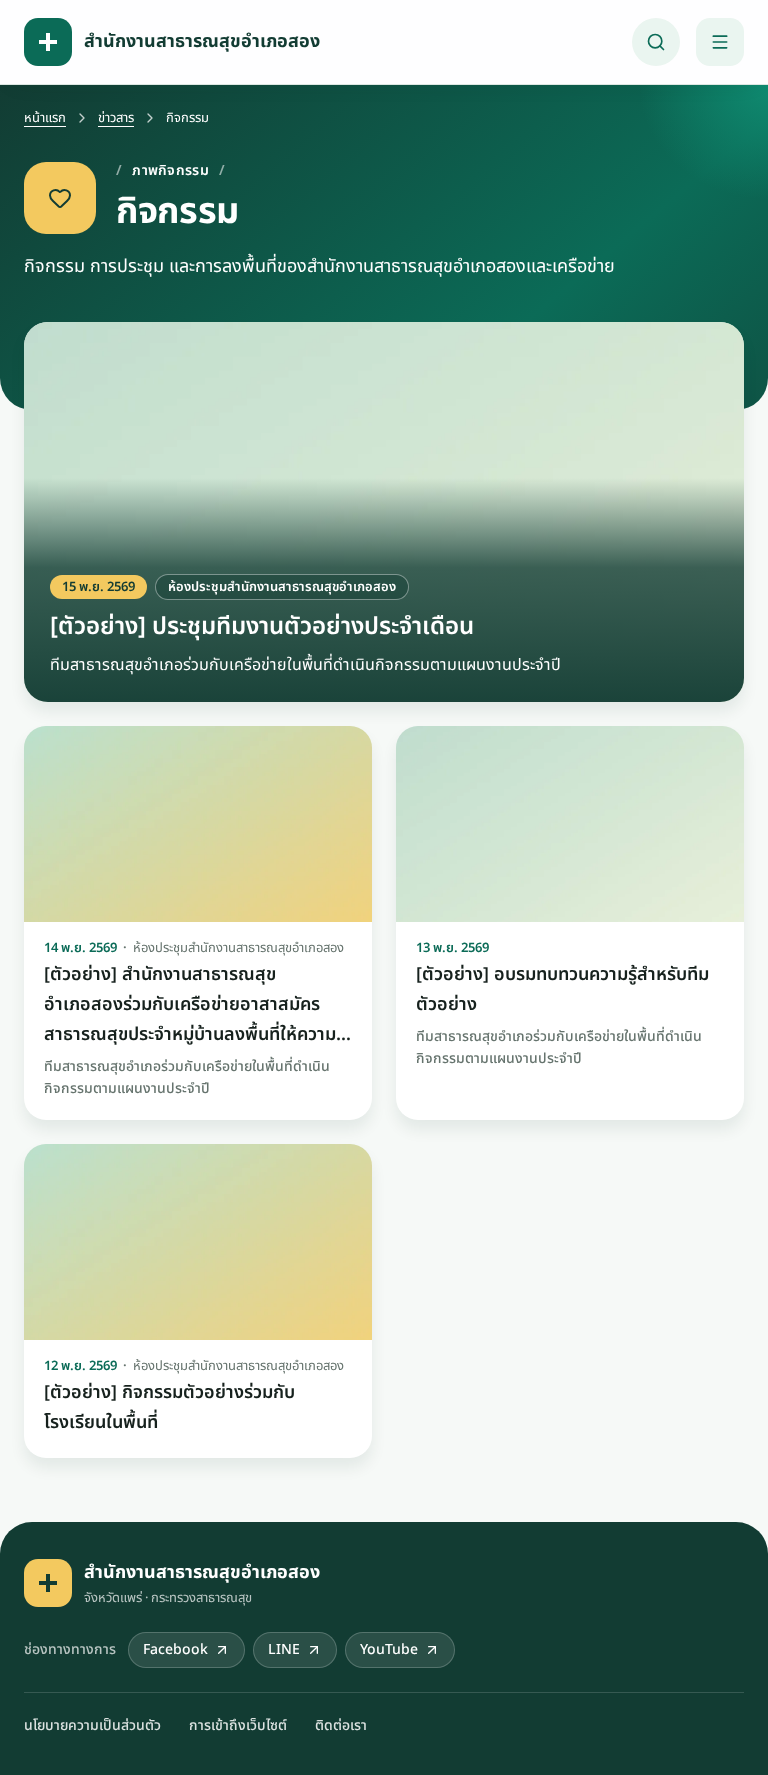 สำนักงานสาธารณสุขอำเภอสอง
หน้าแรก > ข่าวสาร > กิจกรรม
/ ภาพกิจกรรม /
กิจกรรม
กิจกรรม การประชุม และการลงพื้นที่ของสำนักงานสาธารณสุขอำเภอสองและเครือข่าย
15 พ.ย. 2569 ห้องประชุมสำนักงานสาธารณสุขอำเภอสอง
[ตัวอย่าง] ประชุมทีมงานตัวอย่างประจำเดือน
ทีมสาธารณสุขอำเภอร่วมกับเครือข่ายในพื้นที่ดำเนินกิจกรรมตามแผนงานประจำปี
14 พ.ย. 2569 · ห้องประชุมสำนักงานสาธารณสุขอำเภอสอง
[ตัวอย่าง] สำนักงานสาธารณสุข
อำเภอสองร่วมกับเครือข่ายอาสาสมัคร
สาธารณสุขประจำหมู่บ้านลงพื้นที่ให้ความ...
ทีมสาธารณสุขอำเภอร่วมกับเครือข่ายในพื้นที่ดำเนิน
กิจกรรมตามแผนงานประจำปี
13 พ.ย. 2569
[ตัวอย่าง] อบรมทบทวนความรู้สำหรับทีม
ตัวอย่าง
ทีมสาธารณสุขอำเภอร่วมกับเครือข่ายในพื้นที่ดำเนิน
กิจกรรมตามแผนงานประจำปี
12 พ.ย. 2569 · ห้องประชุมสำนักงานสาธารณสุขอำเภอสอง
[ตัวอย่าง] กิจกรรมตัวอย่างร่วมกับ
โรงเรียนในพื้นที่
สำนักงานสาธารณสุขอำเภอสอง
จังหวัดแพร่ · กระทรวงสาธารณสุข
ช่องทางทางการ Facebook LINE YouTube
นโยบายความเป็นส่วนตัว การเข้าถึงเว็บไซต์ ติดต่อเรา